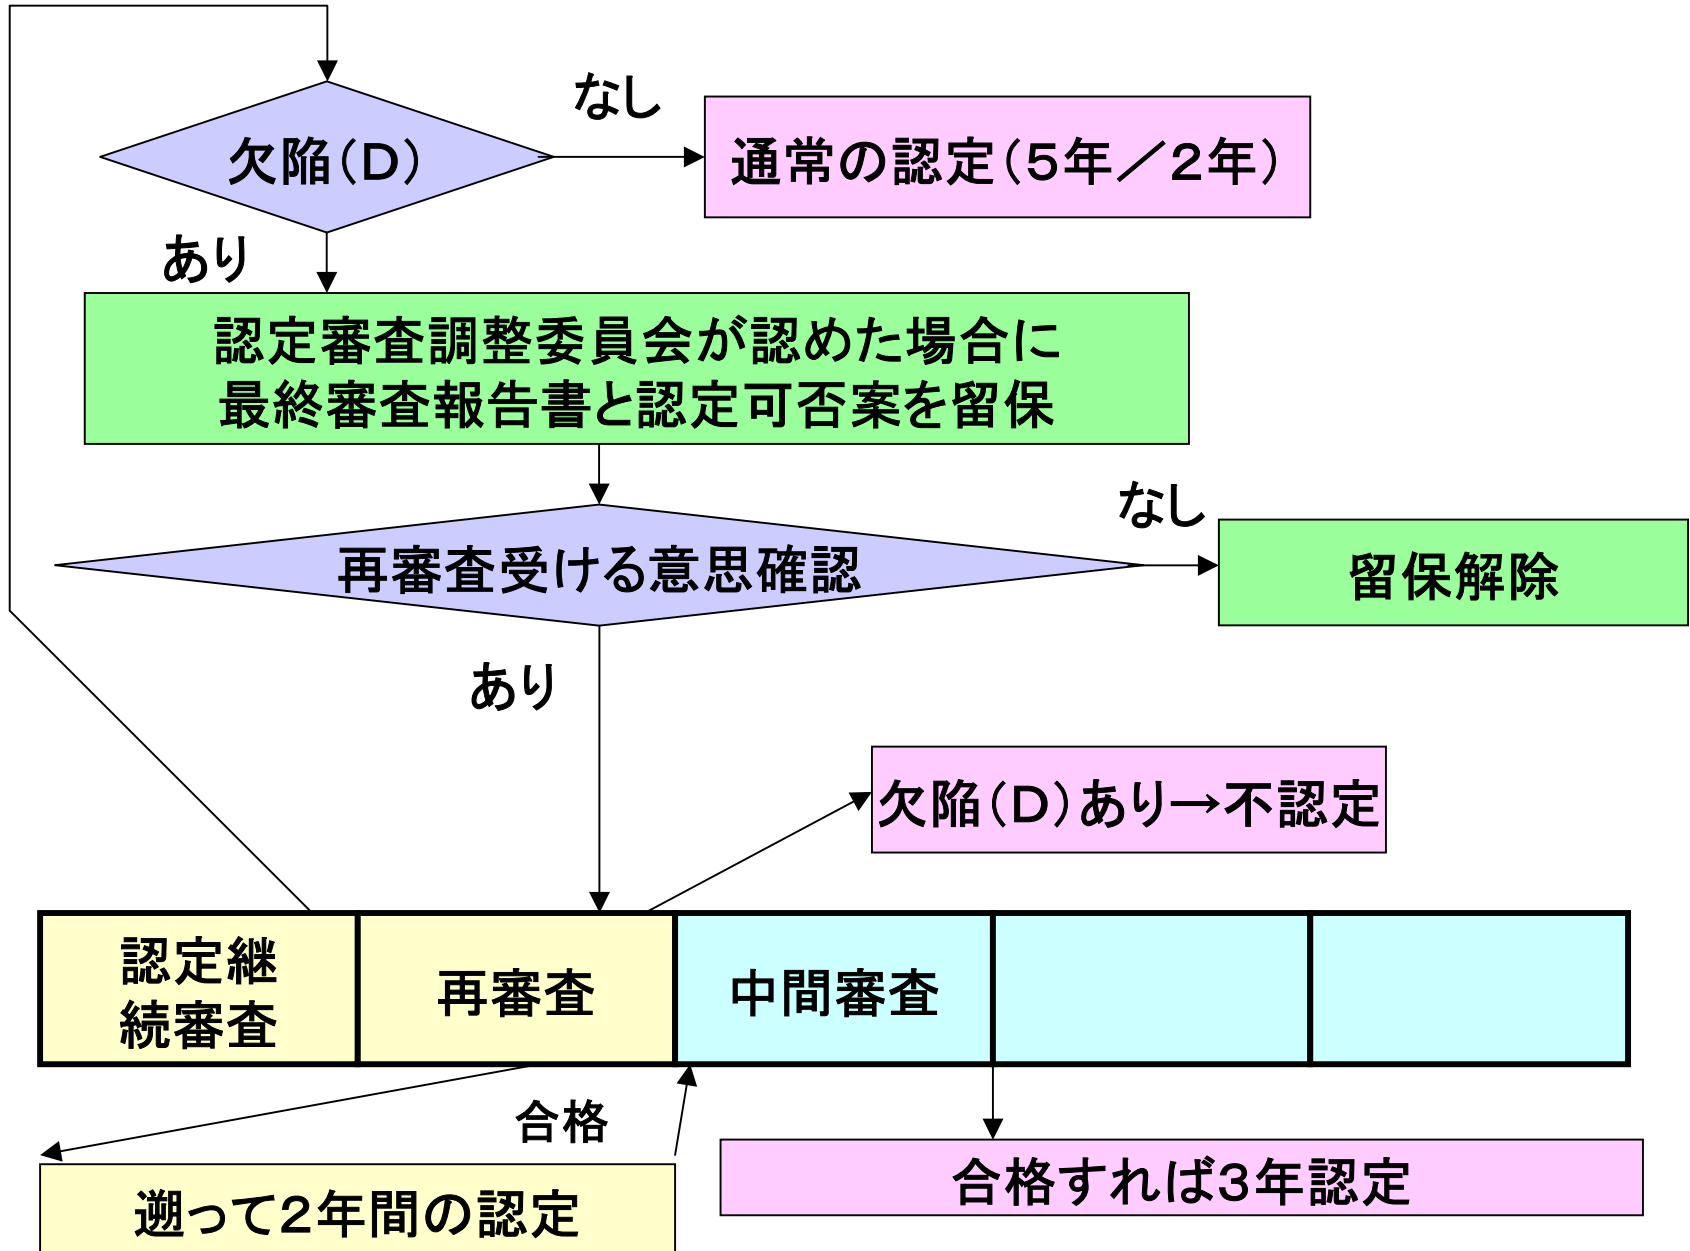 なし
欠陥（Ｄ）
通常の認定（５年／２年）
あり
認定審査調整委員会が認めた場合に
最終審査報告書と認定可否案を留保
なし
再審査受ける意思確認
留保解除
あり
欠陥（Ｄ）あり→不認定
認定継
続審査
再審査
中間審査
合格
合格すれば３年認定
遡って２年間の認定